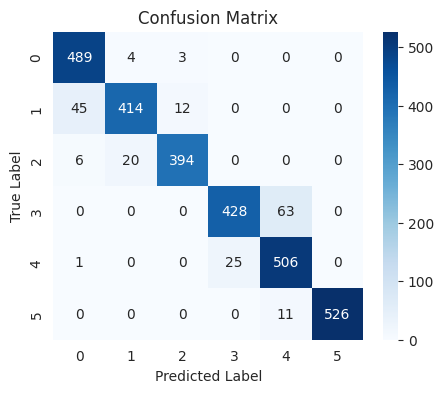 Confusion Matrix
True Label
0 489 4 3 0 0 0
1 45 414 12 0 0 0
2 6 20 394 0 0 0
3 0 0 0 428 63 0
4 1 0 0 25 506 0
5 0 0 0 0 11 526
0 1 2 3 4 5
Predicted Label
500
400
300
200
100
0